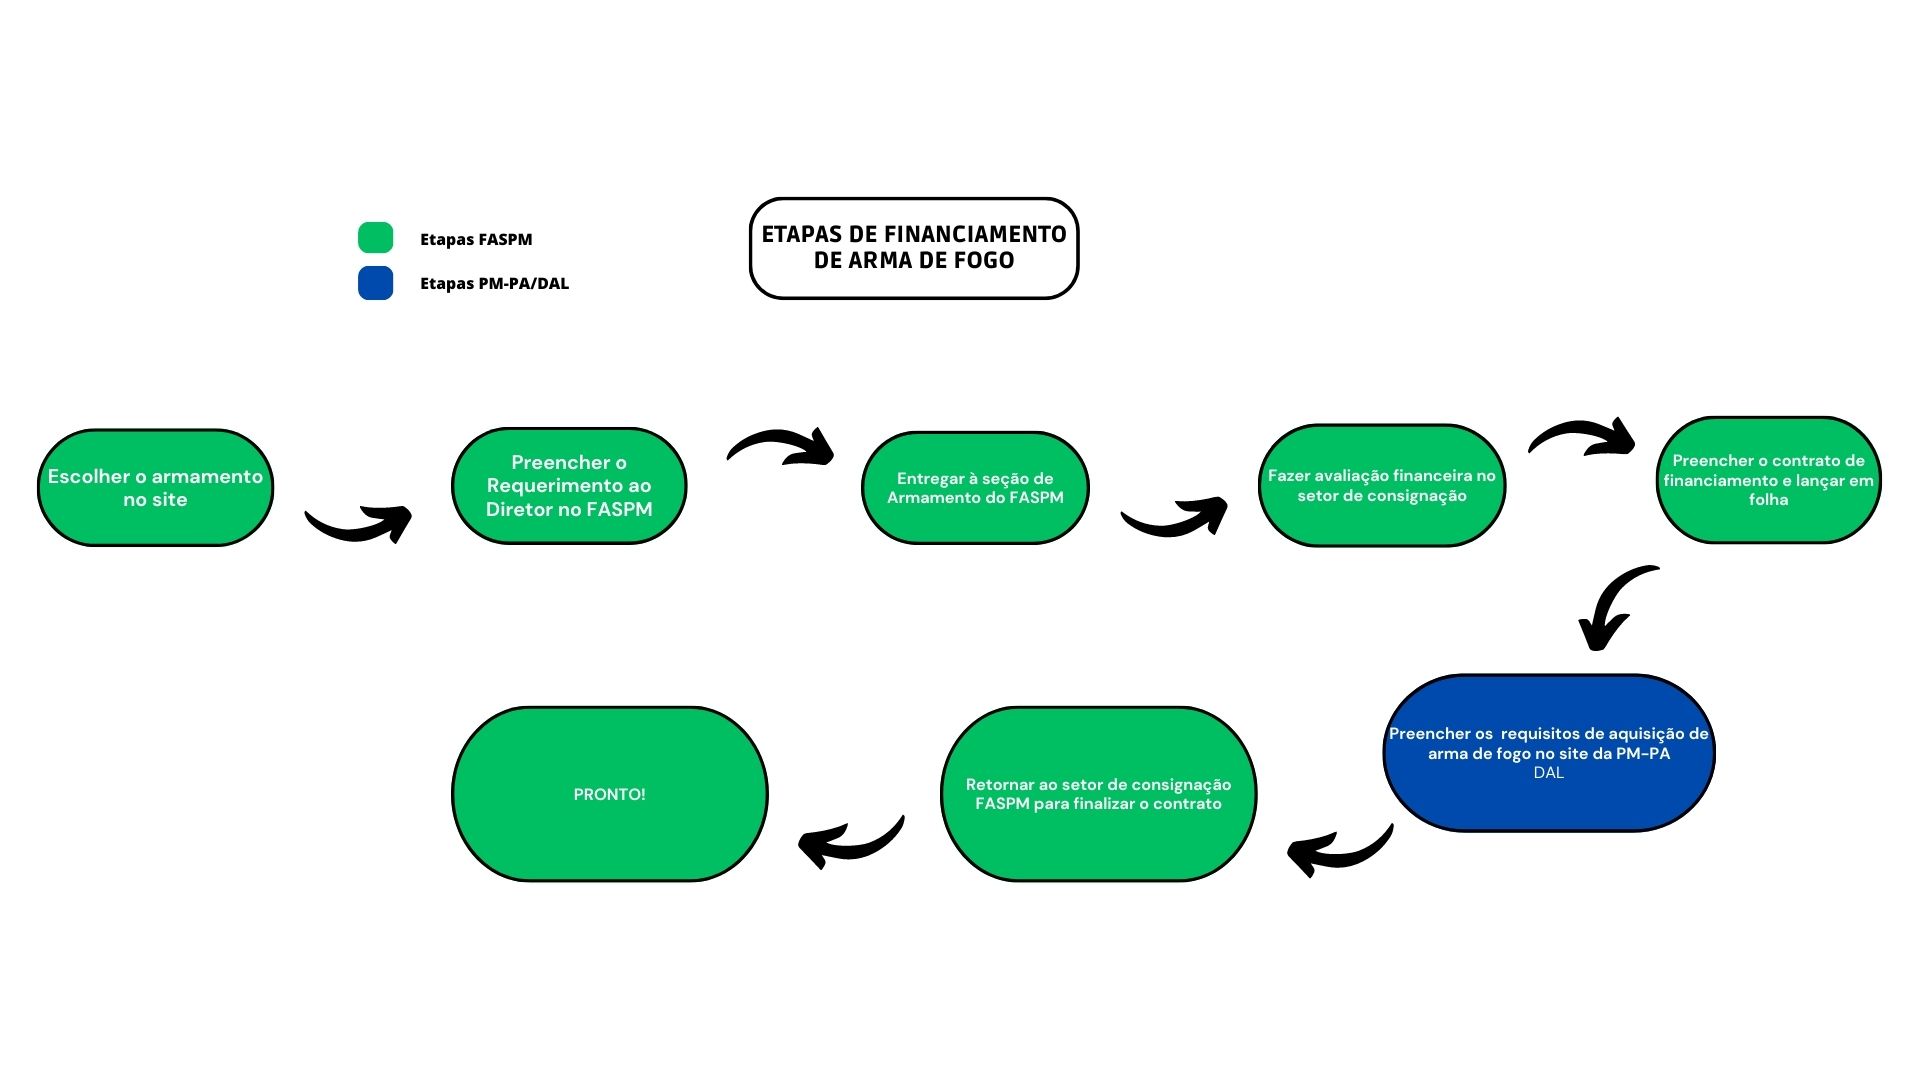 Etapas FASPM
Etapas PM-PA/DAL
ETAPAS DE FINANCIAMENTO
DE ARMA DE FOGO
Escolher o armamento
no site
Preencher o
Requerimento ao
Diretor no FASPM
Entregar à seção de
Armamento do FASPM
Fazer avaliação financeira no
setor de consignação
Preencher o contrato de
financiamento e lançar em
folha
Preencher os requisitos de aquisição de
arma de fogo no site da PM-PA
DAL
Retornar ao setor de consignação
FASPM para finalizar o contrato
PRONTO!